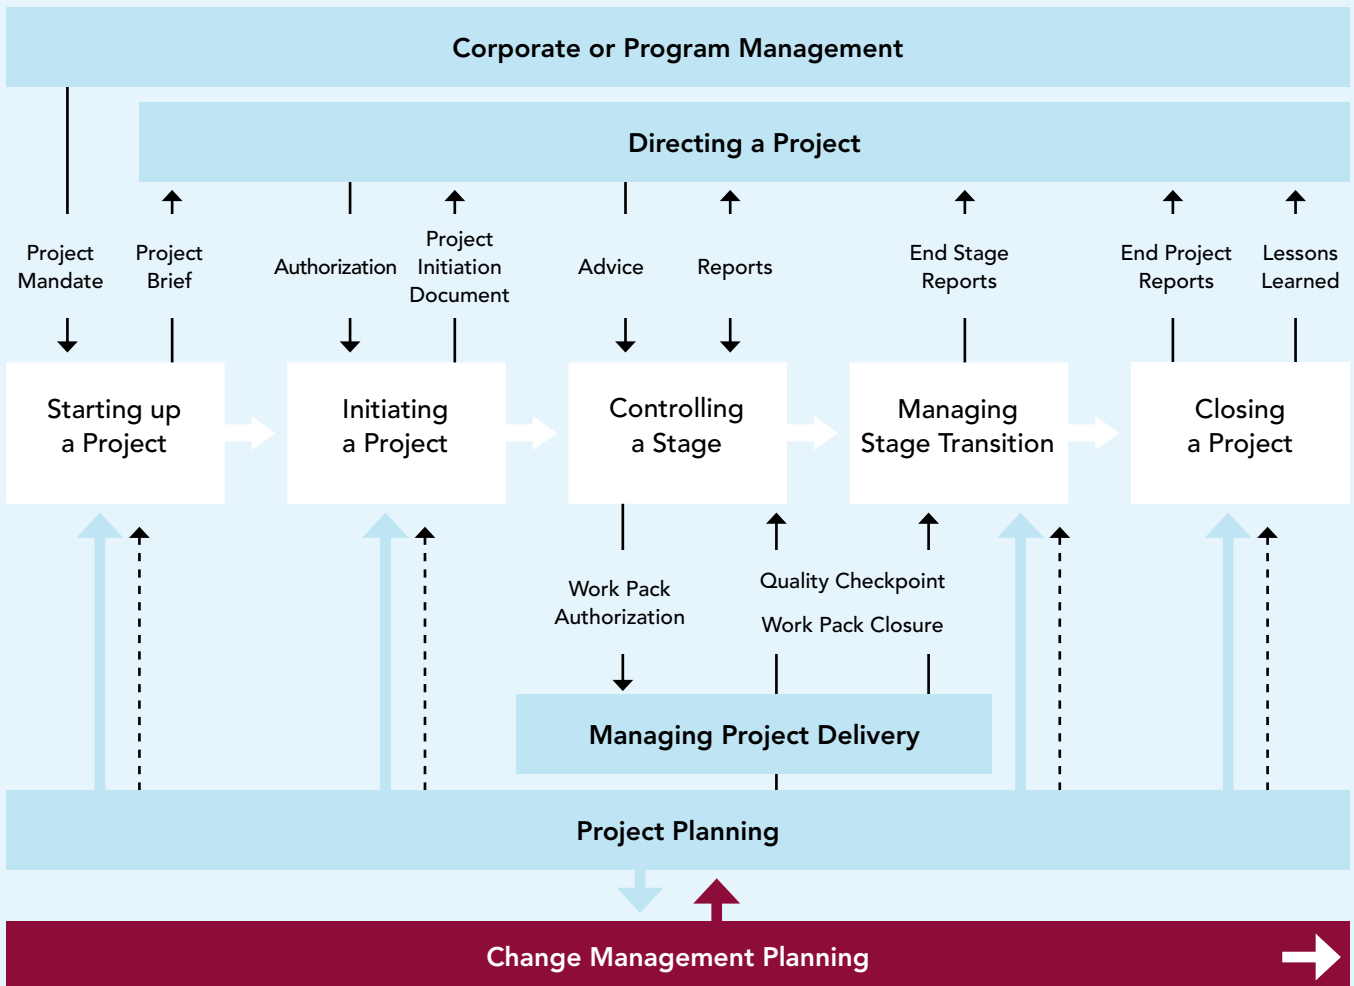 Corporate or Program Management
Directing a Project
Project
Mandate
Project
Brief
Authorization
Project
Initiation
Document
Advice
Reports
End Stage
Reports
End Project
Reports
Lessons
Learned
Starting up
a Project
Initiating
a Project
Controlling
a Stage
Managing
Stage Transition
Closing
a Project
Work Pack
Authorization
Quality Checkpoint
Work Pack Closure
Managing Project Delivery
Project Planning
Change Management Planning